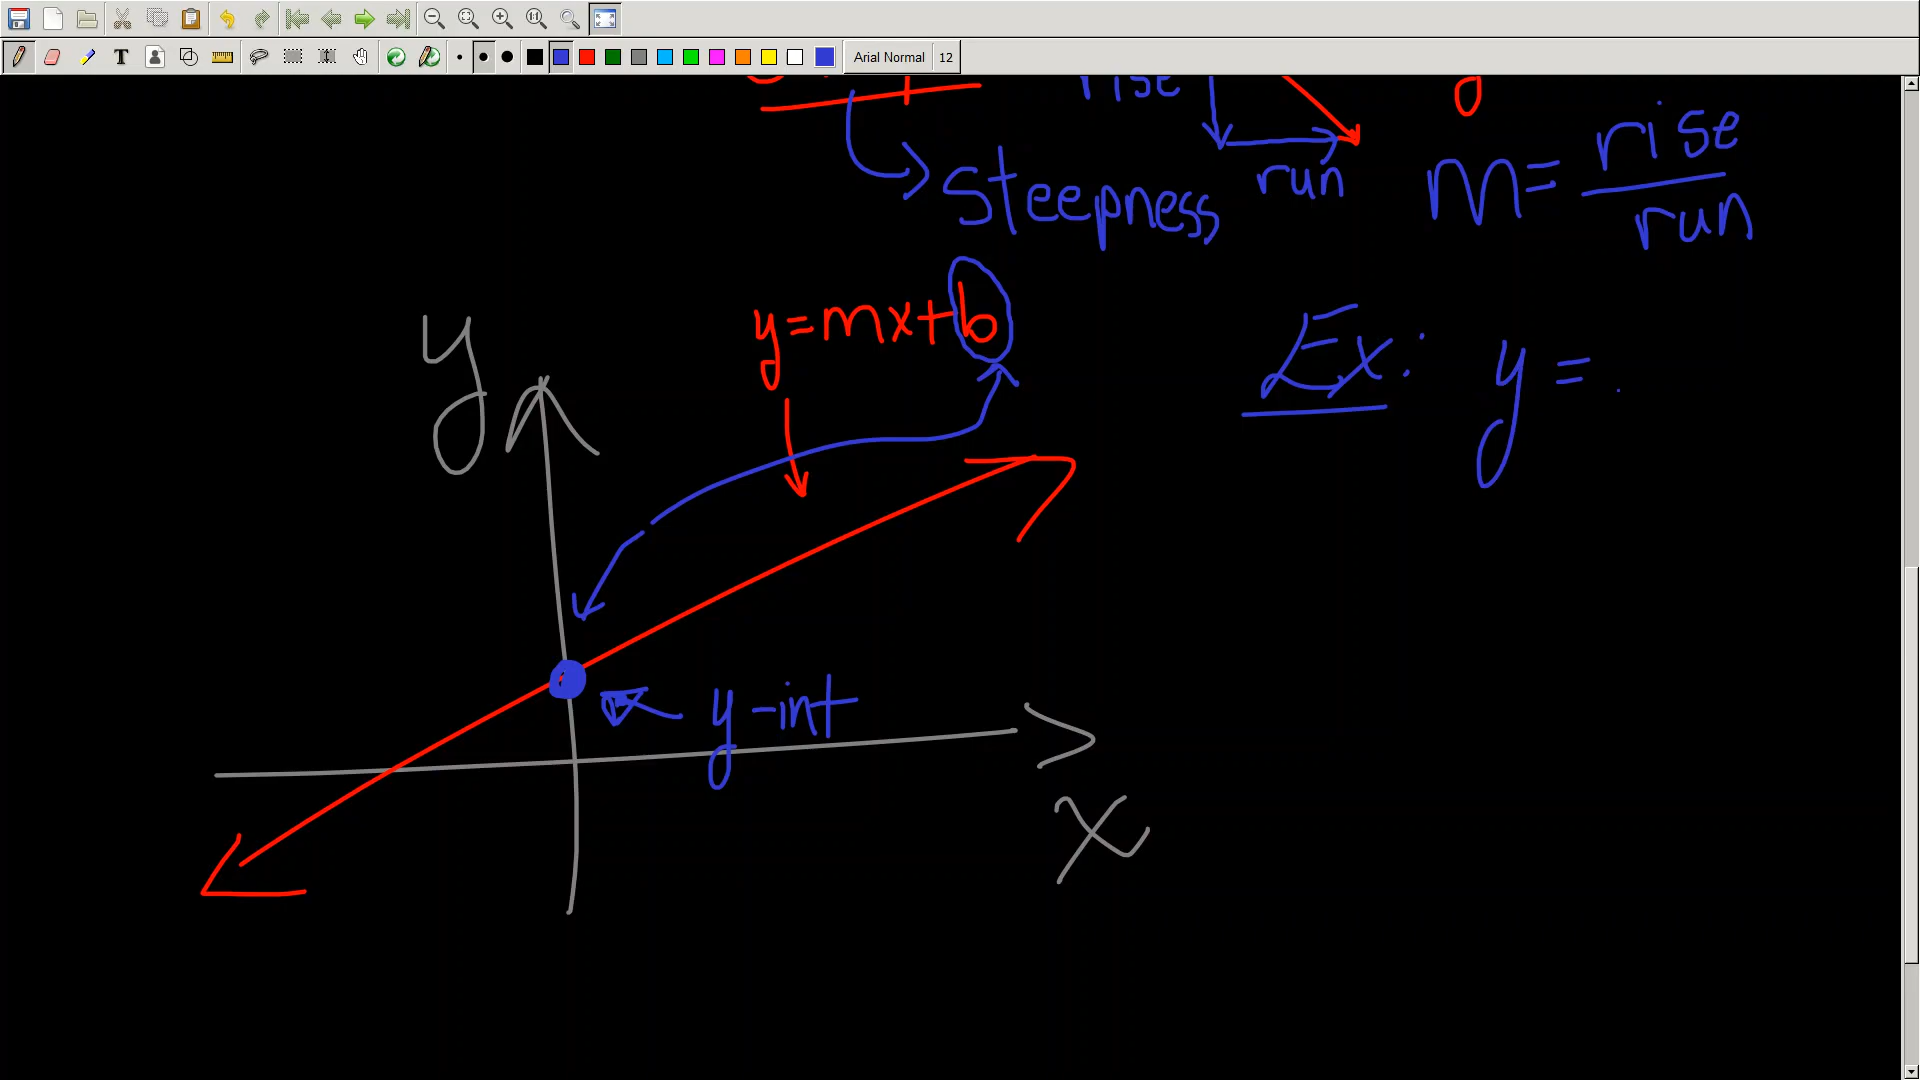 Arial Normal 12
rise
run
Steepness
m = rise
run
y=mx+b
Ex: y =
y
y-int
x